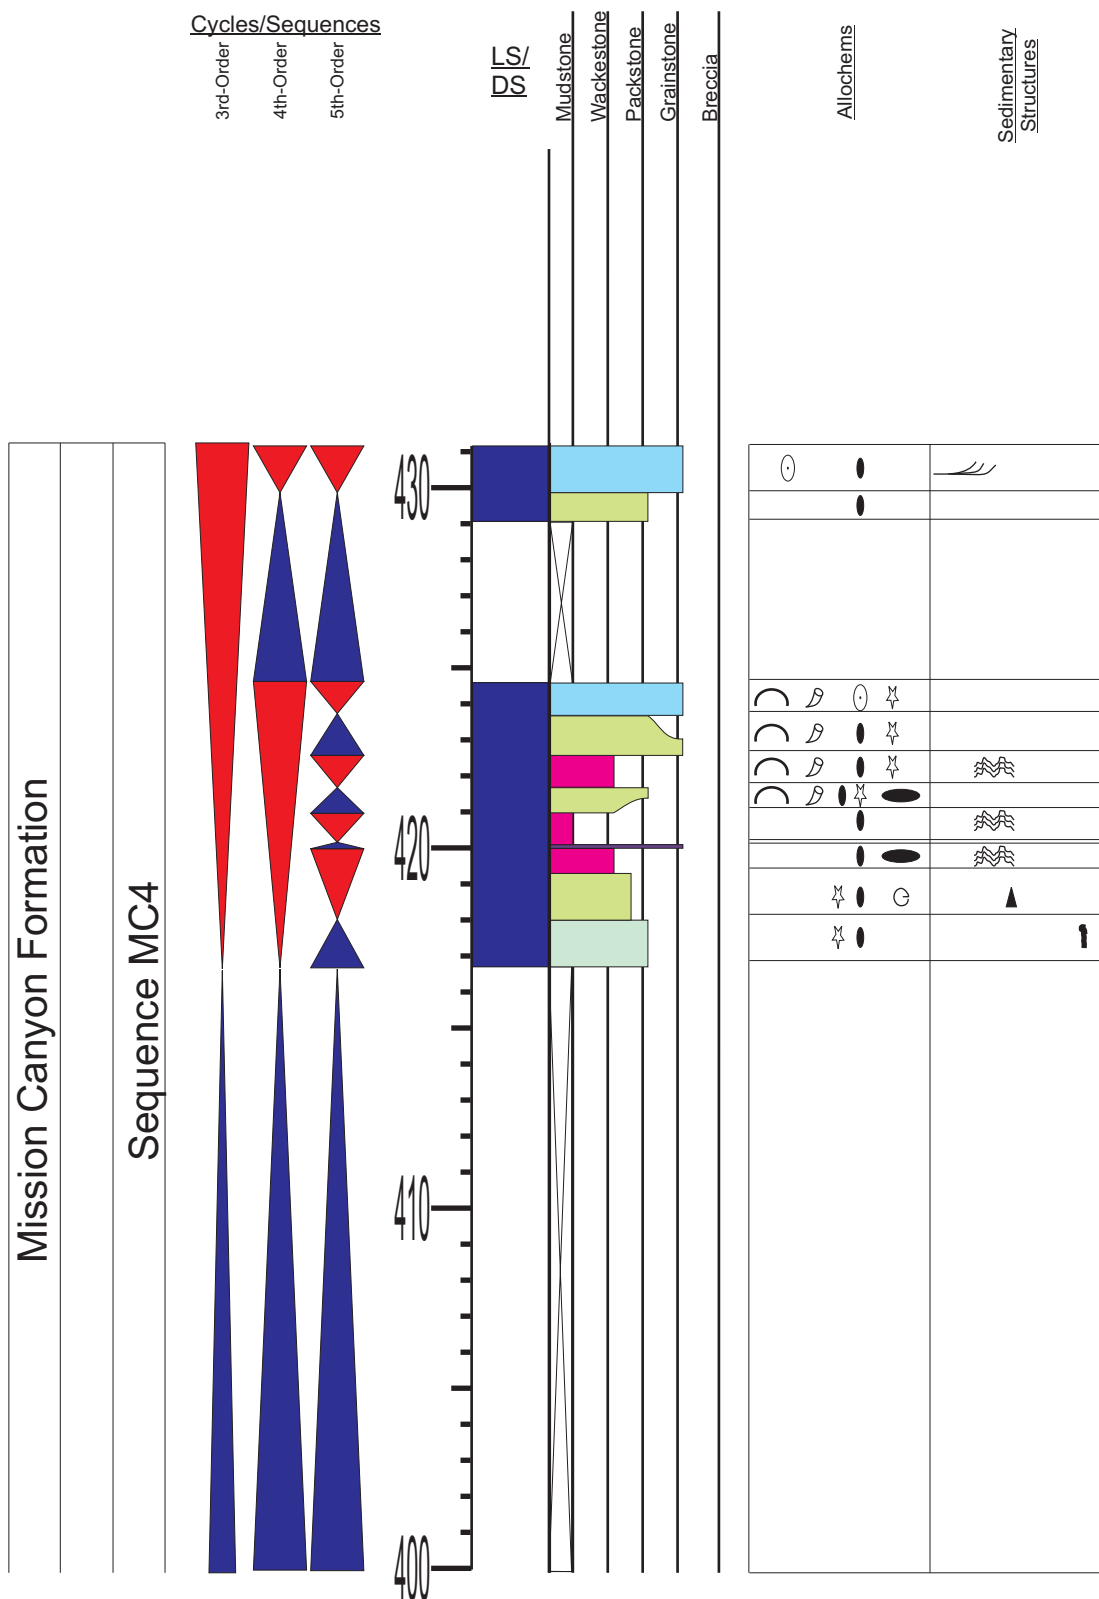 Cycles/Sequences
3rd-Order
4th-Order
5th-Order
LS/
DS
Mudstone
Wackestone
Packstone
Grainstone
Breccia
Allochems
Sedimentary
Structures
Mission Canyon Formation
Sequence MC4
430
420
410
400